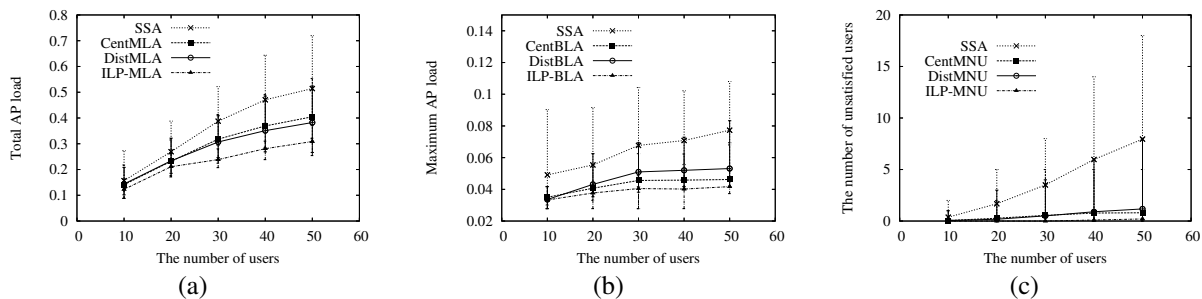 0.8
0.7
0.6
0.5
0.4
0.3
0.2
0.1
0
Total AP load
SSA
CentMLA
DistMLA
ILP-MLA
0 10 20 30 40 50 60
The number of users
(a)
0.14
0.12
0.1
0.08
0.06
0.04
0.02
Maximum AP load
SSA
CentBLA
DistBLA
ILP-BLA
0 10 20 30 40 50 60
The number of users
(b)
20
15
10
5
0
The number of unsatisfied users
SSA
CentMNU
DistMNU
ILP-MNU
0 10 20 30 40 50 60
The number of users
(c)